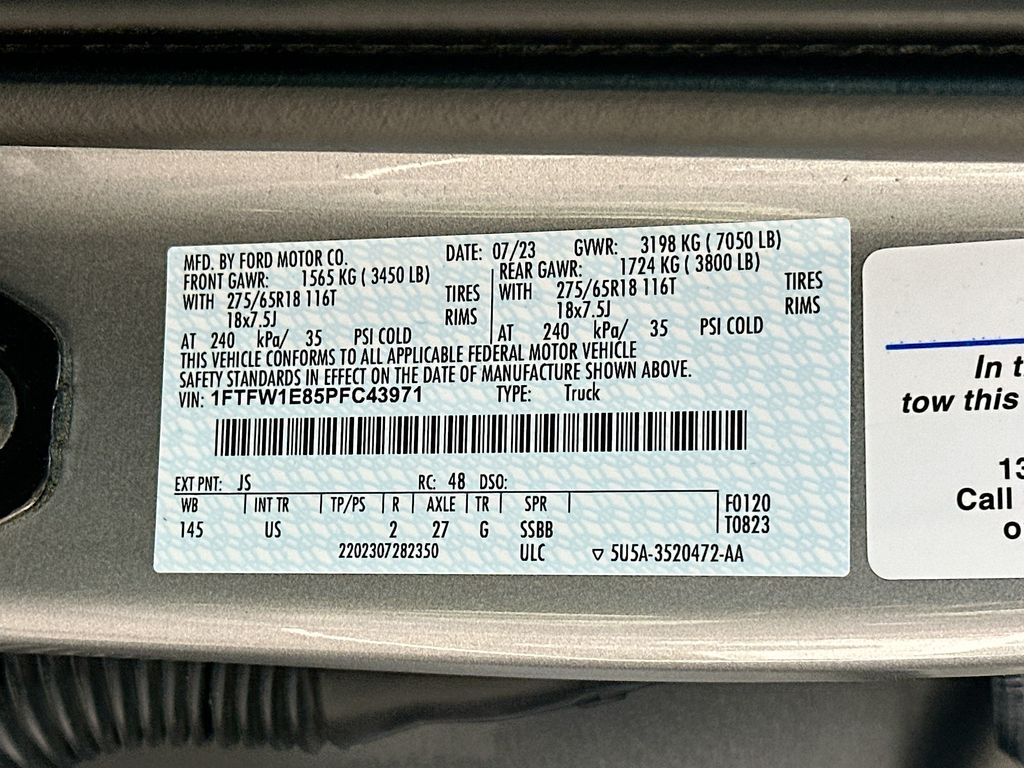 MFD. BY FORD MOTOR CO. DATE: 07/23 GVWR: 3198 KG ( 7050 LB)
FRONT GAWR: 1565 KG ( 3450 LB) REAR GAWR: 1724 KG ( 3800 LB)
WITH 275/65R18 116T TIRES WITH 275/65R18 116T TIRES
18x7.5J RIMS 18x7.5J RIMS
AT 240 kPa/ 35 PSI COLD AT 240 kPa/ 35 PSI COLD
THIS VEHICLE CONFORMS TO ALL APPLICABLE FEDERAL MOTOR VEHICLE
SAFETY STANDARDS IN EFFECT ON THE DATE OF MANUFACTURE SHOWN ABOVE.
VIN: 1FTFW1E85PFC43971 TYPE: Truck
EXT PNT: JS RC: 48 DSO:
WB INT TR TP/PS R AXLE TR SPR F0120
145 US 2 27 G SSBB T0823
2202307282350 ULC ▽ 5U5A-3520472-AA
In
tow this
13
Call